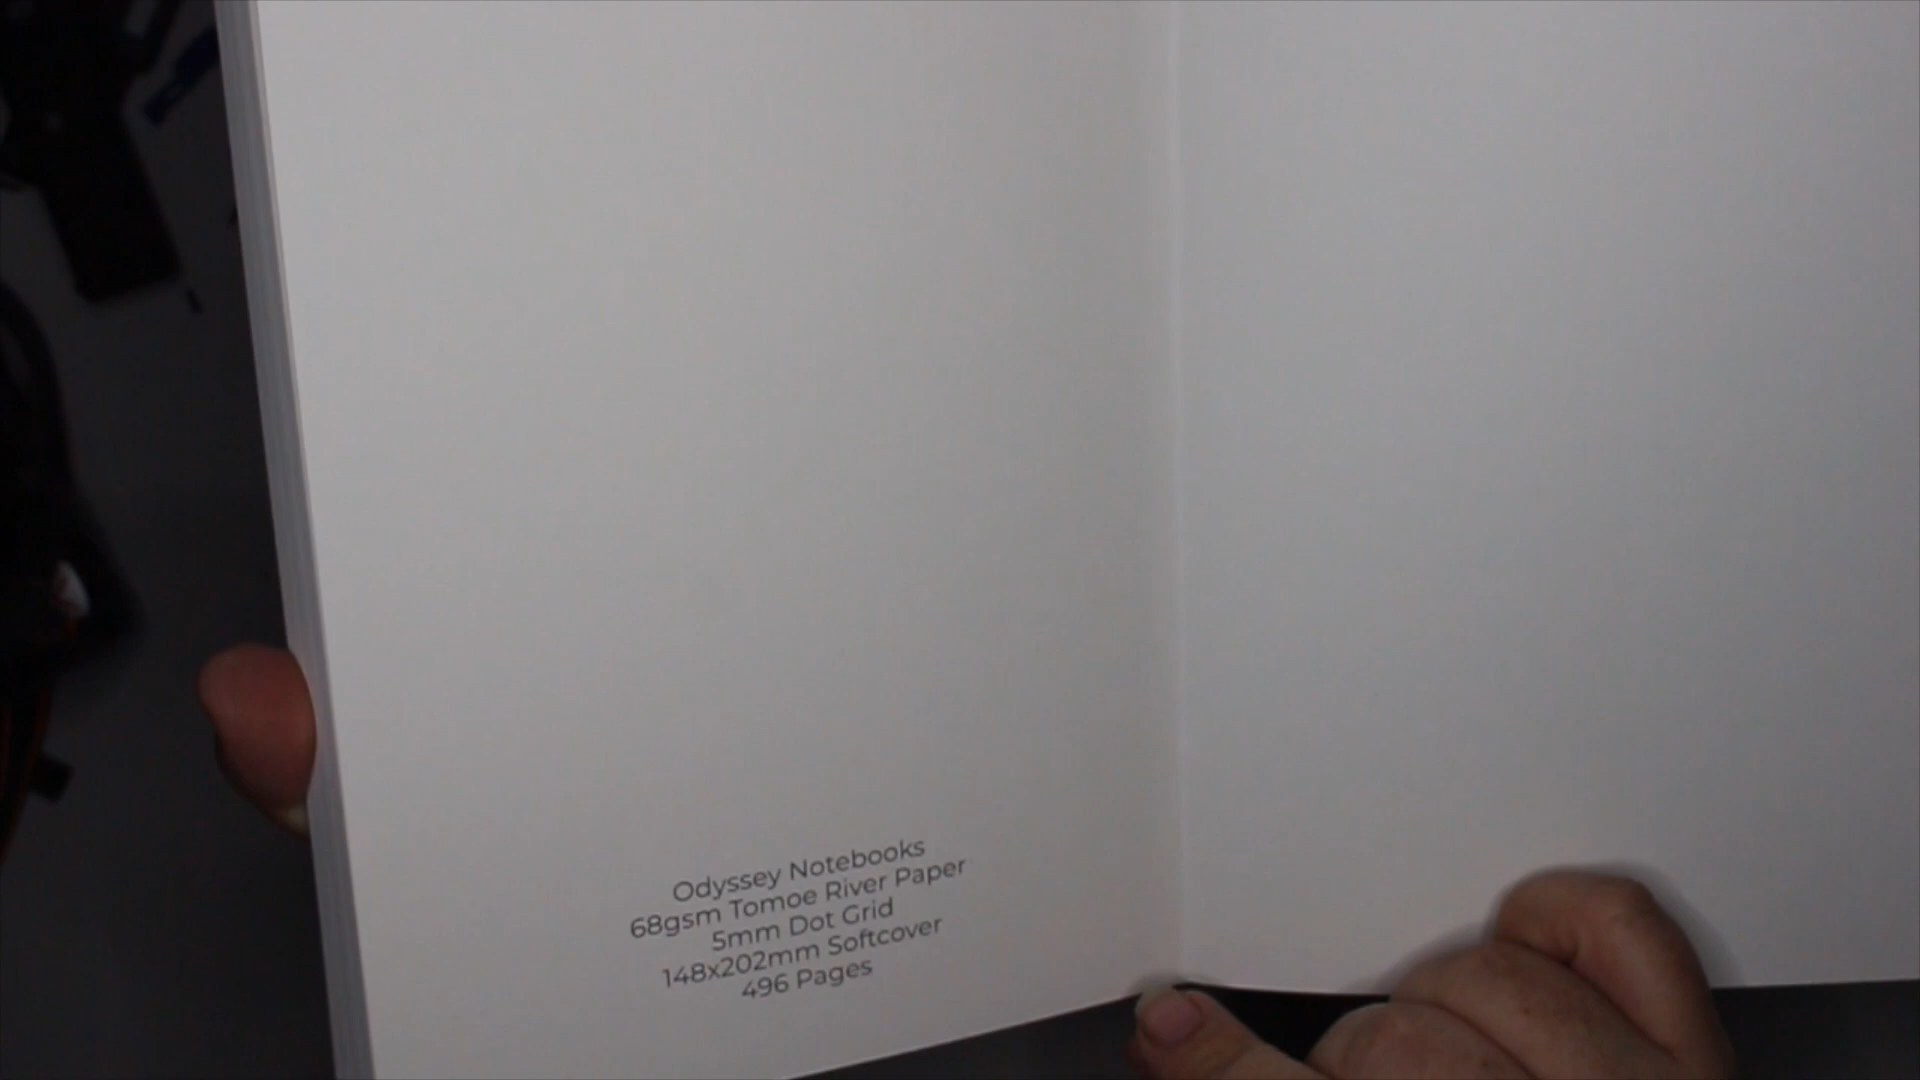 Odyssey Notebooks
68gsm Tomoe River Paper
5mm Dot Grid
148x202mm Softcover
496 Pages